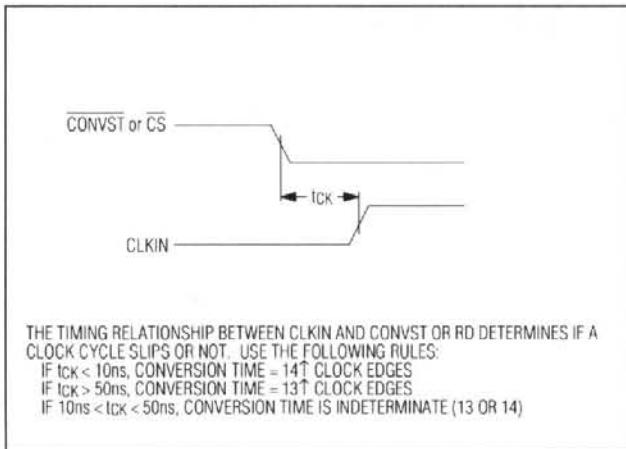 CONVST or CS
tCK
CLKIN
THE TIMING RELATIONSHIP BETWEEN CLKIN AND CONVST OR RD DETERMINES IF A
CLOCK CYCLE SLIPS OR NOT. USE THE FOLLOWING RULES:
IF tCK < 10ns, CONVERSION TIME = 14↑ CLOCK EDGES
IF tCK > 50ns, CONVERSION TIME = 13↑ CLOCK EDGES
IF 10ns < tCK < 50ns, CONVERSION TIME IS INDETERMINATE (13 OR 14)